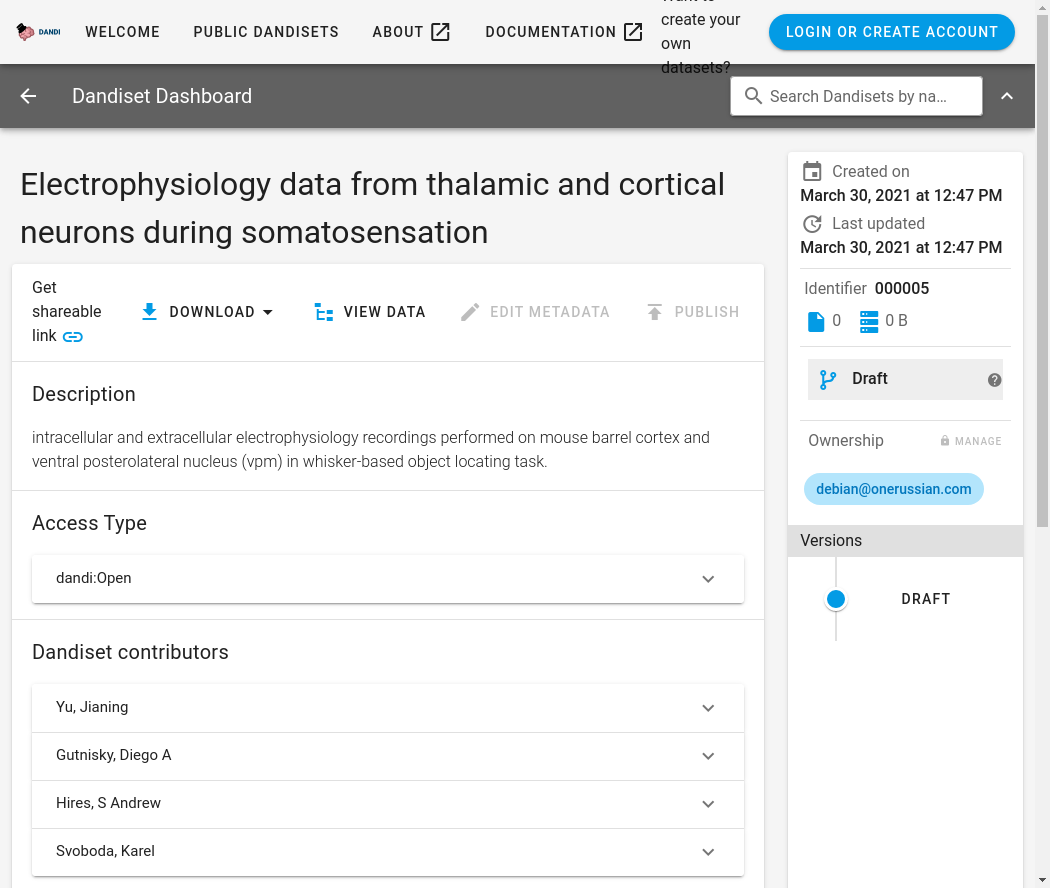 DANDI
WELCOME
PUBLIC DANDISETS
ABOUT
DOCUMENTATION
Want to
create your
own
datasets?
LOGIN OR CREATE ACCOUNT
Dandiset Dashboard
Search Dandisets by na...
Electrophysiology data from thalamic and cortical
neurons during somatosensation
Get
shareable
link
DOWNLOAD
VIEW DATA
EDIT METADATA
PUBLISH
Description
intracellular and extracellular electrophysiology recordings performed on mouse barrel cortex and
ventral posterolateral nucleus (vpm) in whisker-based object locating task.
Access Type
dandi:Open
Dandiset contributors
Yu, Jianing
Gutnisky, Diego A
Hires, S Andrew
Svoboda, Karel
Created on
March 30, 2021 at 12:47 PM
Last updated
March 30, 2021 at 12:47 PM
Identifier 000005
0
0 B
Draft
Ownership
MANAGE
debian@onerussian.com
Versions
DRAFT